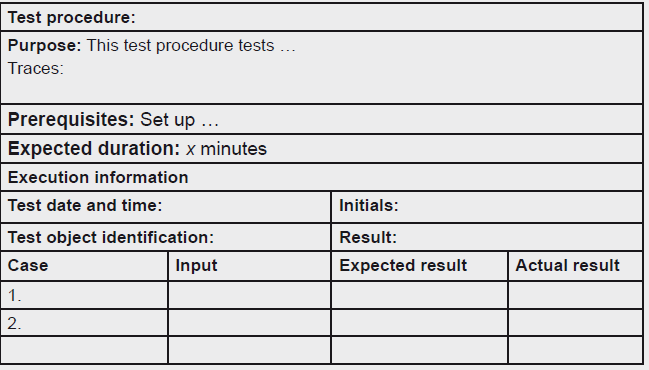 Test procedure:
Purpose: This test procedure tests …
Traces:
Prerequisites: Set up …
Expected duration: x minutes
Execution information
Test date and time: Initials:
Test object identification: Result:
Case Input Expected result Actual result
1.
2.